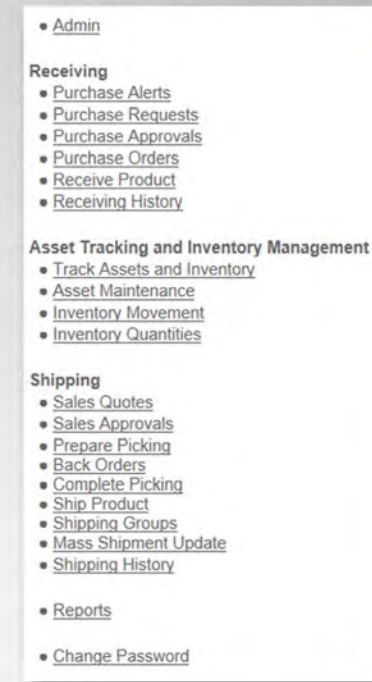 • Admin
Receiving
• Purchase Alerts
• Purchase Requests
• Purchase Approvals
• Purchase Orders
• Receive Product
• Receiving History
Asset Tracking and Inventory Management
• Track Assets and Inventory
• Asset Maintenance
• Inventory Movement
• Inventory Quantities
Shipping
• Sales Quotes
• Sales Approvals
• Prepare Picking
• Back Orders
• Complete Picking
• Ship Product
• Shipping Groups
• Mass Shipment Update
• Shipping History
• Reports
• Change Password